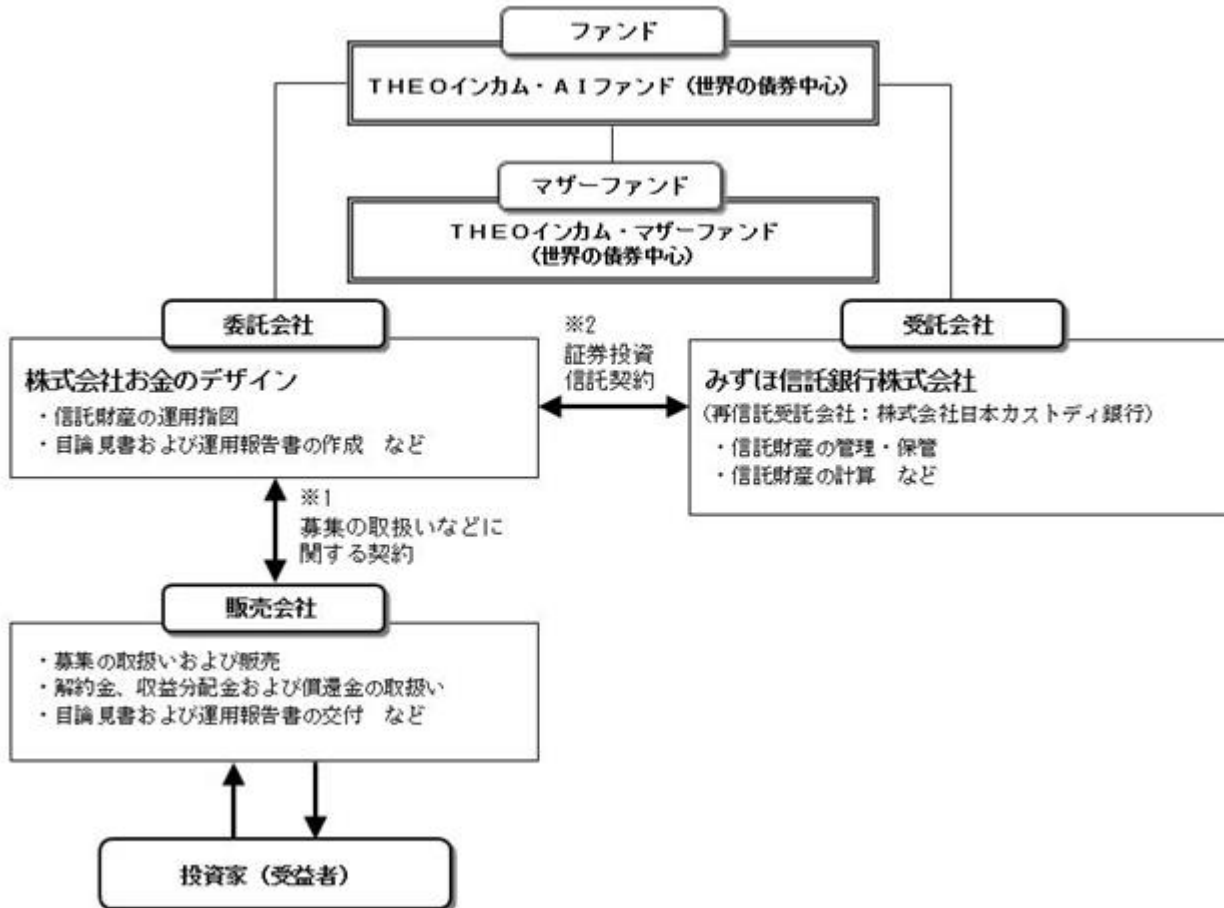 ファンド
ＴＨＥＯインカム・ＡＩファンド（世界の債券中心）
マザーファンド
ＴＨＥＯインカム・マザーファンド
（世界の債券中心）
委託会社
株式会社お金のデザイン
・信託財産の運用指図
・目論見書および運用報告書の作成　など
※2
証券投資
信託契約
受託会社
みずほ信託銀行株式会社
（再信託受託会社：株式会社日本カストディ銀行）
・信託財産の管理・保管
・信託財産の計算　など
※1
募集の取扱いなどに
関する契約
販売会社
・募集の取扱いおよび販売
・解約金、収益分配金および償還金の取扱い
・目論見書および運用報告書の交付　など
投資家（受益者）